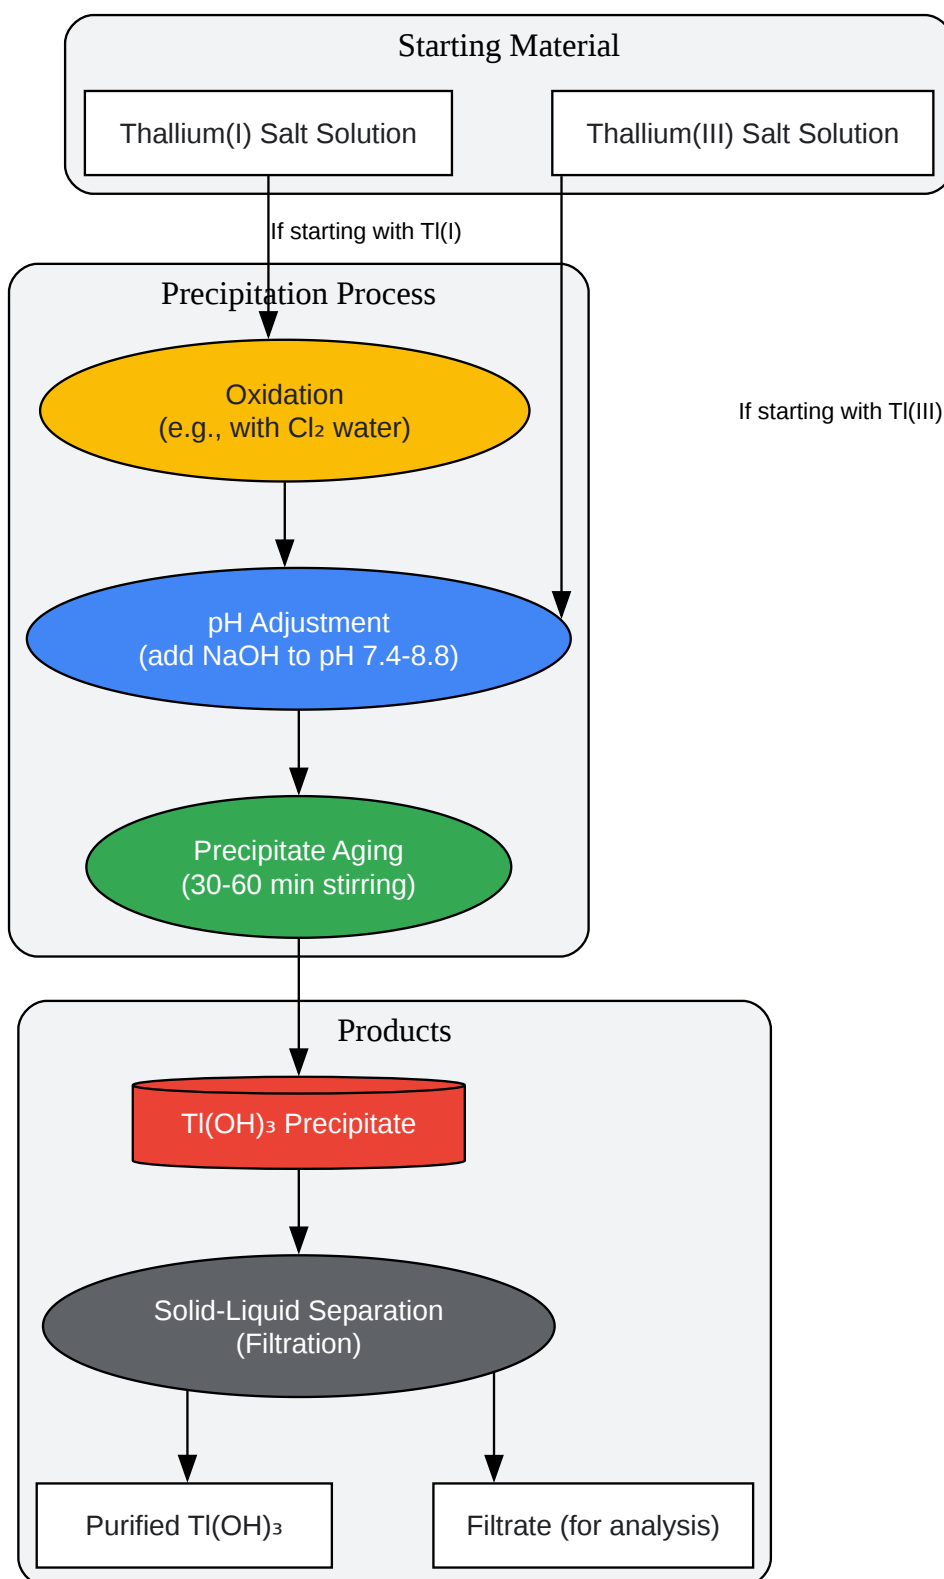 Starting Material
Thallium(I) Salt Solution
Thallium(III) Salt Solution
If starting with Tl(I)
Precipitation Process
Oxidation
(e.g., with Cl₂ water)
If starting with Tl(III)
pH Adjustment
(add NaOH to pH 7.4-8.8)
Precipitate Aging
(30-60 min stirring)
Products
Tl(OH)₃ Precipitate
Solid-Liquid Separation
(Filtration)
Purified Tl(OH)₃
Filtrate (for analysis)